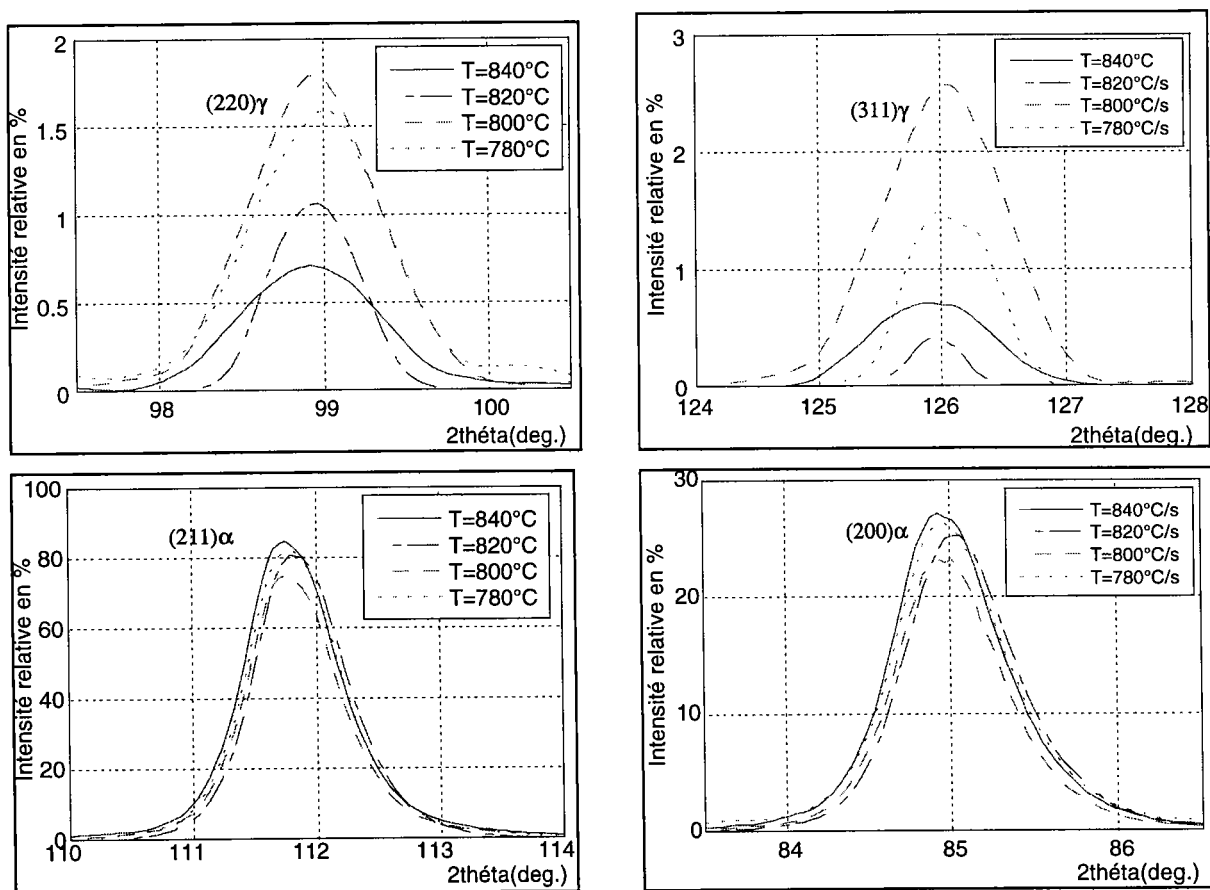 Intensité relative en %
2
1.5
1
0.5
0
(220)γ
T=840°C
T=820°C
T=800°C
T=780°C
98
99
100
2théta(deg.)
Intensité relative en %
3
2
1
0
(311)γ
T=840°C
T=820°C/s
T=800°C/s
T=780°C/s
124
125
126
127
128
2théta(deg.)
Intensité relative en %
100
80
60
40
20
0
(211)α
T=840°C
T=820°C
T=800°C
T=780°C
110
111
112
113
114
2théta(deg.)
Intensité relative en %
30
20
10
0
(200)α
T=840°C/s
T=820°C/s
T=800°C/s
T=780°C/s
84
85
86
2théta(deg.)